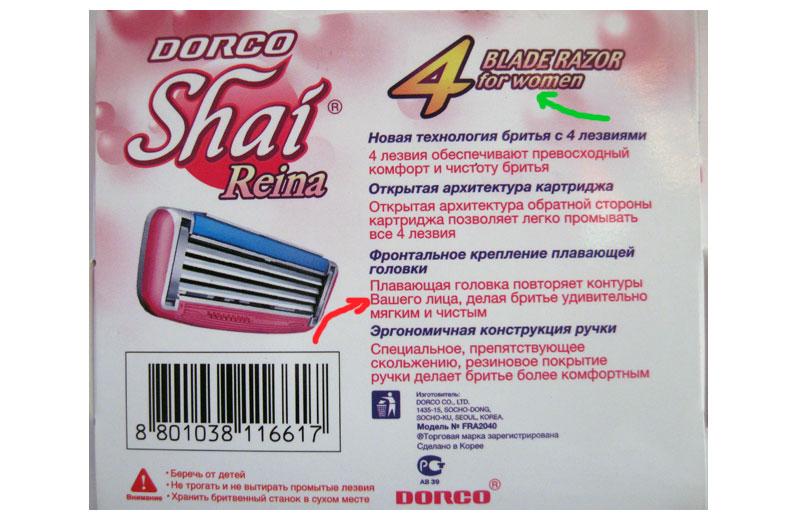 DORCO
Shai®
Reina
4 BLADE RAZOR
for women
Новая технология бритья с 4 лезвиями
4 лезвия обеспечивают превосходный
комфорт и чистоту бритья
Открытая архитектура картриджа
Открытая архитектура обратной стороны
картриджа позволяет легко промывать
все 4 лезвия
Фронтальное крепление плавающей
головки
Плавающая головка повторяет контуры
Вашего лица, делая бритье удивительно
мягким и чистым
Эргономичная конструкция ручки
Специальное, препятствующее
скольжению, резиновое покрытие
ручки делает бритье более комфортным
8 801038 116617
Изготовитель:
DORCO CO., LTD.
1435-15, SOCHO-DONG,
SOCHO-KU, SEOUL, KOREA.
Модель № FRA2040
®Торговая марка зарегистрирована
Сделано в Корее
РС
АВ 39
Внимание
• Беречь от детей
• Не трогать и не вытирать промытые лезвия
• Хранить бритвенный станок в сухом месте
DORCO®